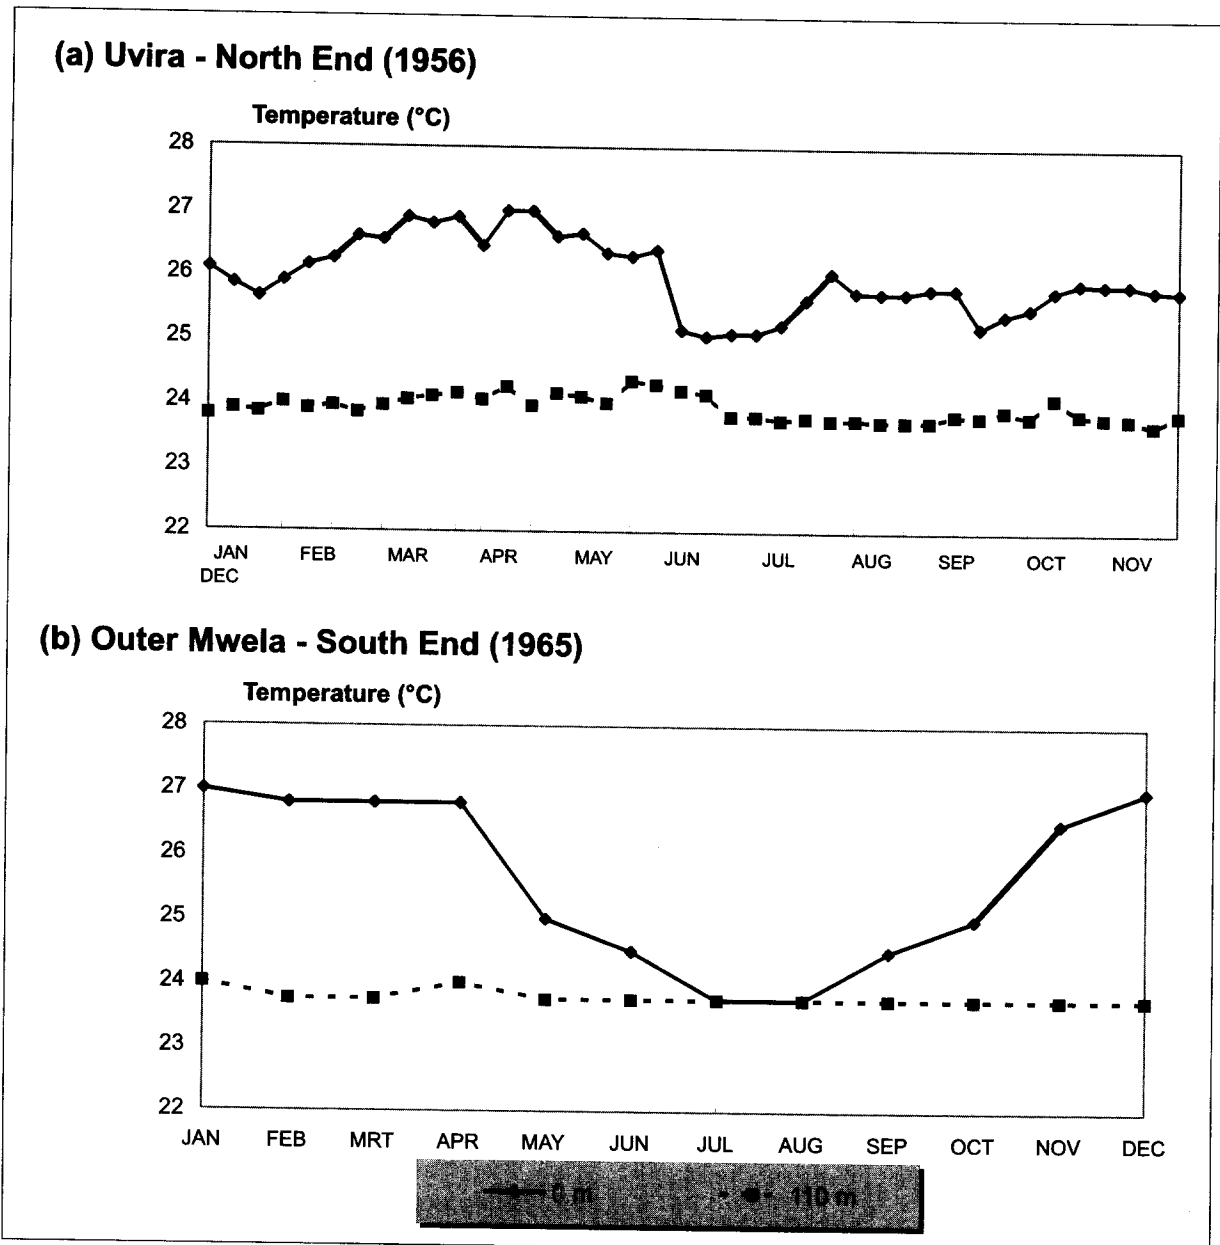 (a) Uvira - North End (1956)
Temperature (°C)
28
27
26
25
24
23
22
JAN FEB MAR APR MAY JUN JUL AUG SEP OCT NOV
DEC
(b) Outer Mwela - South End (1965)
Temperature (°C)
28
27
26
25
24
23
22
JAN FEB MRT APR MAY JUN JUL AUG SEP OCT NOV DEC
0 m 110 m